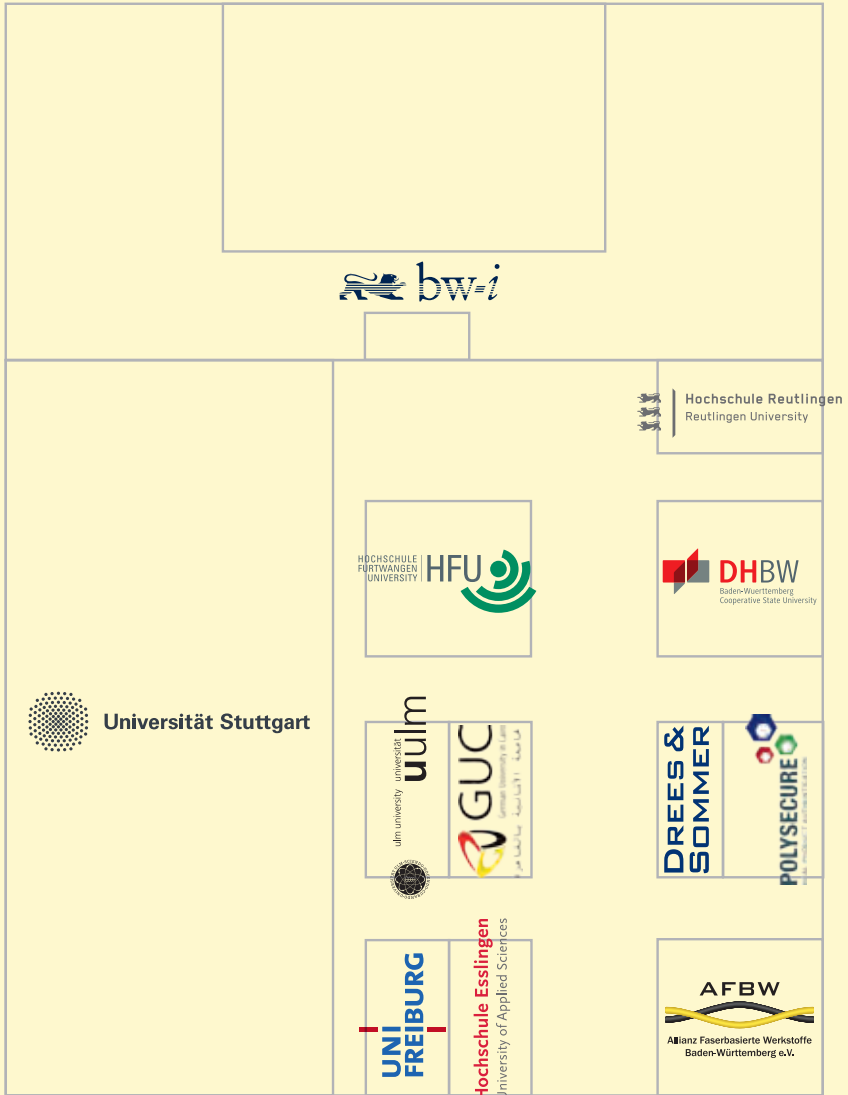 bw-i
Hochschule Reutlingen
Reutlingen University
HOCHSCHULE
FURTWANGEN
UNIVERSITY
HFU
DHBW
Baden-Wuerttemberg
Cooperative State University
Universität Stuttgart
ulm university universität
uulm
GUC
German University in Cairo
DREES &
SOMMER
POLYSECURE
UNI
FREIBURG
Hochschule Esslingen
University of Applied Sciences
AFBW
Allianz Faserbasierte Werkstoffe
Baden-Württemberg e.V.